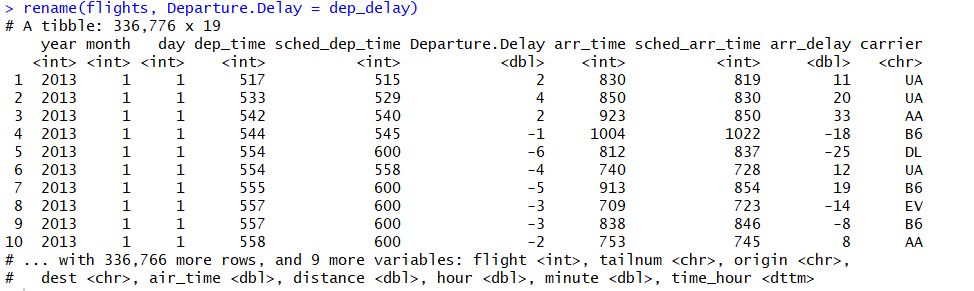 > rename(flights, Departure.Delay = dep_delay)
# A tibble: 336,776 x 19
year month day dep_time sched_dep_time Departure.Delay arr_time sched_arr_time arr_delay carrier
<int> <int> <int> <int> <int> <dbl> <int> <int> <dbl> <chr>
1 2013 1 1 517 515 2 830 819 11 UA
2 2013 1 1 533 529 4 850 830 20 UA
3 2013 1 1 542 540 2 923 850 33 AA
4 2013 1 1 544 545 -1 1004 1022 -18 B6
5 2013 1 1 554 600 -6 812 837 -25 DL
6 2013 1 1 554 558 -4 740 728 12 UA
7 2013 1 1 555 600 -5 913 854 19 B6
8 2013 1 1 557 600 -3 709 723 -14 EV
9 2013 1 1 557 600 -3 838 846 -8 B6
10 2013 1 1 558 600 -2 753 745 8 AA
# ... with 336,766 more rows, and 9 more variables: flight <int>, tailnum <chr>, origin <chr>,
# dest <chr>, air_time <dbl>, distance <dbl>, hour <dbl>, minute <dbl>, time_hour <dttm>